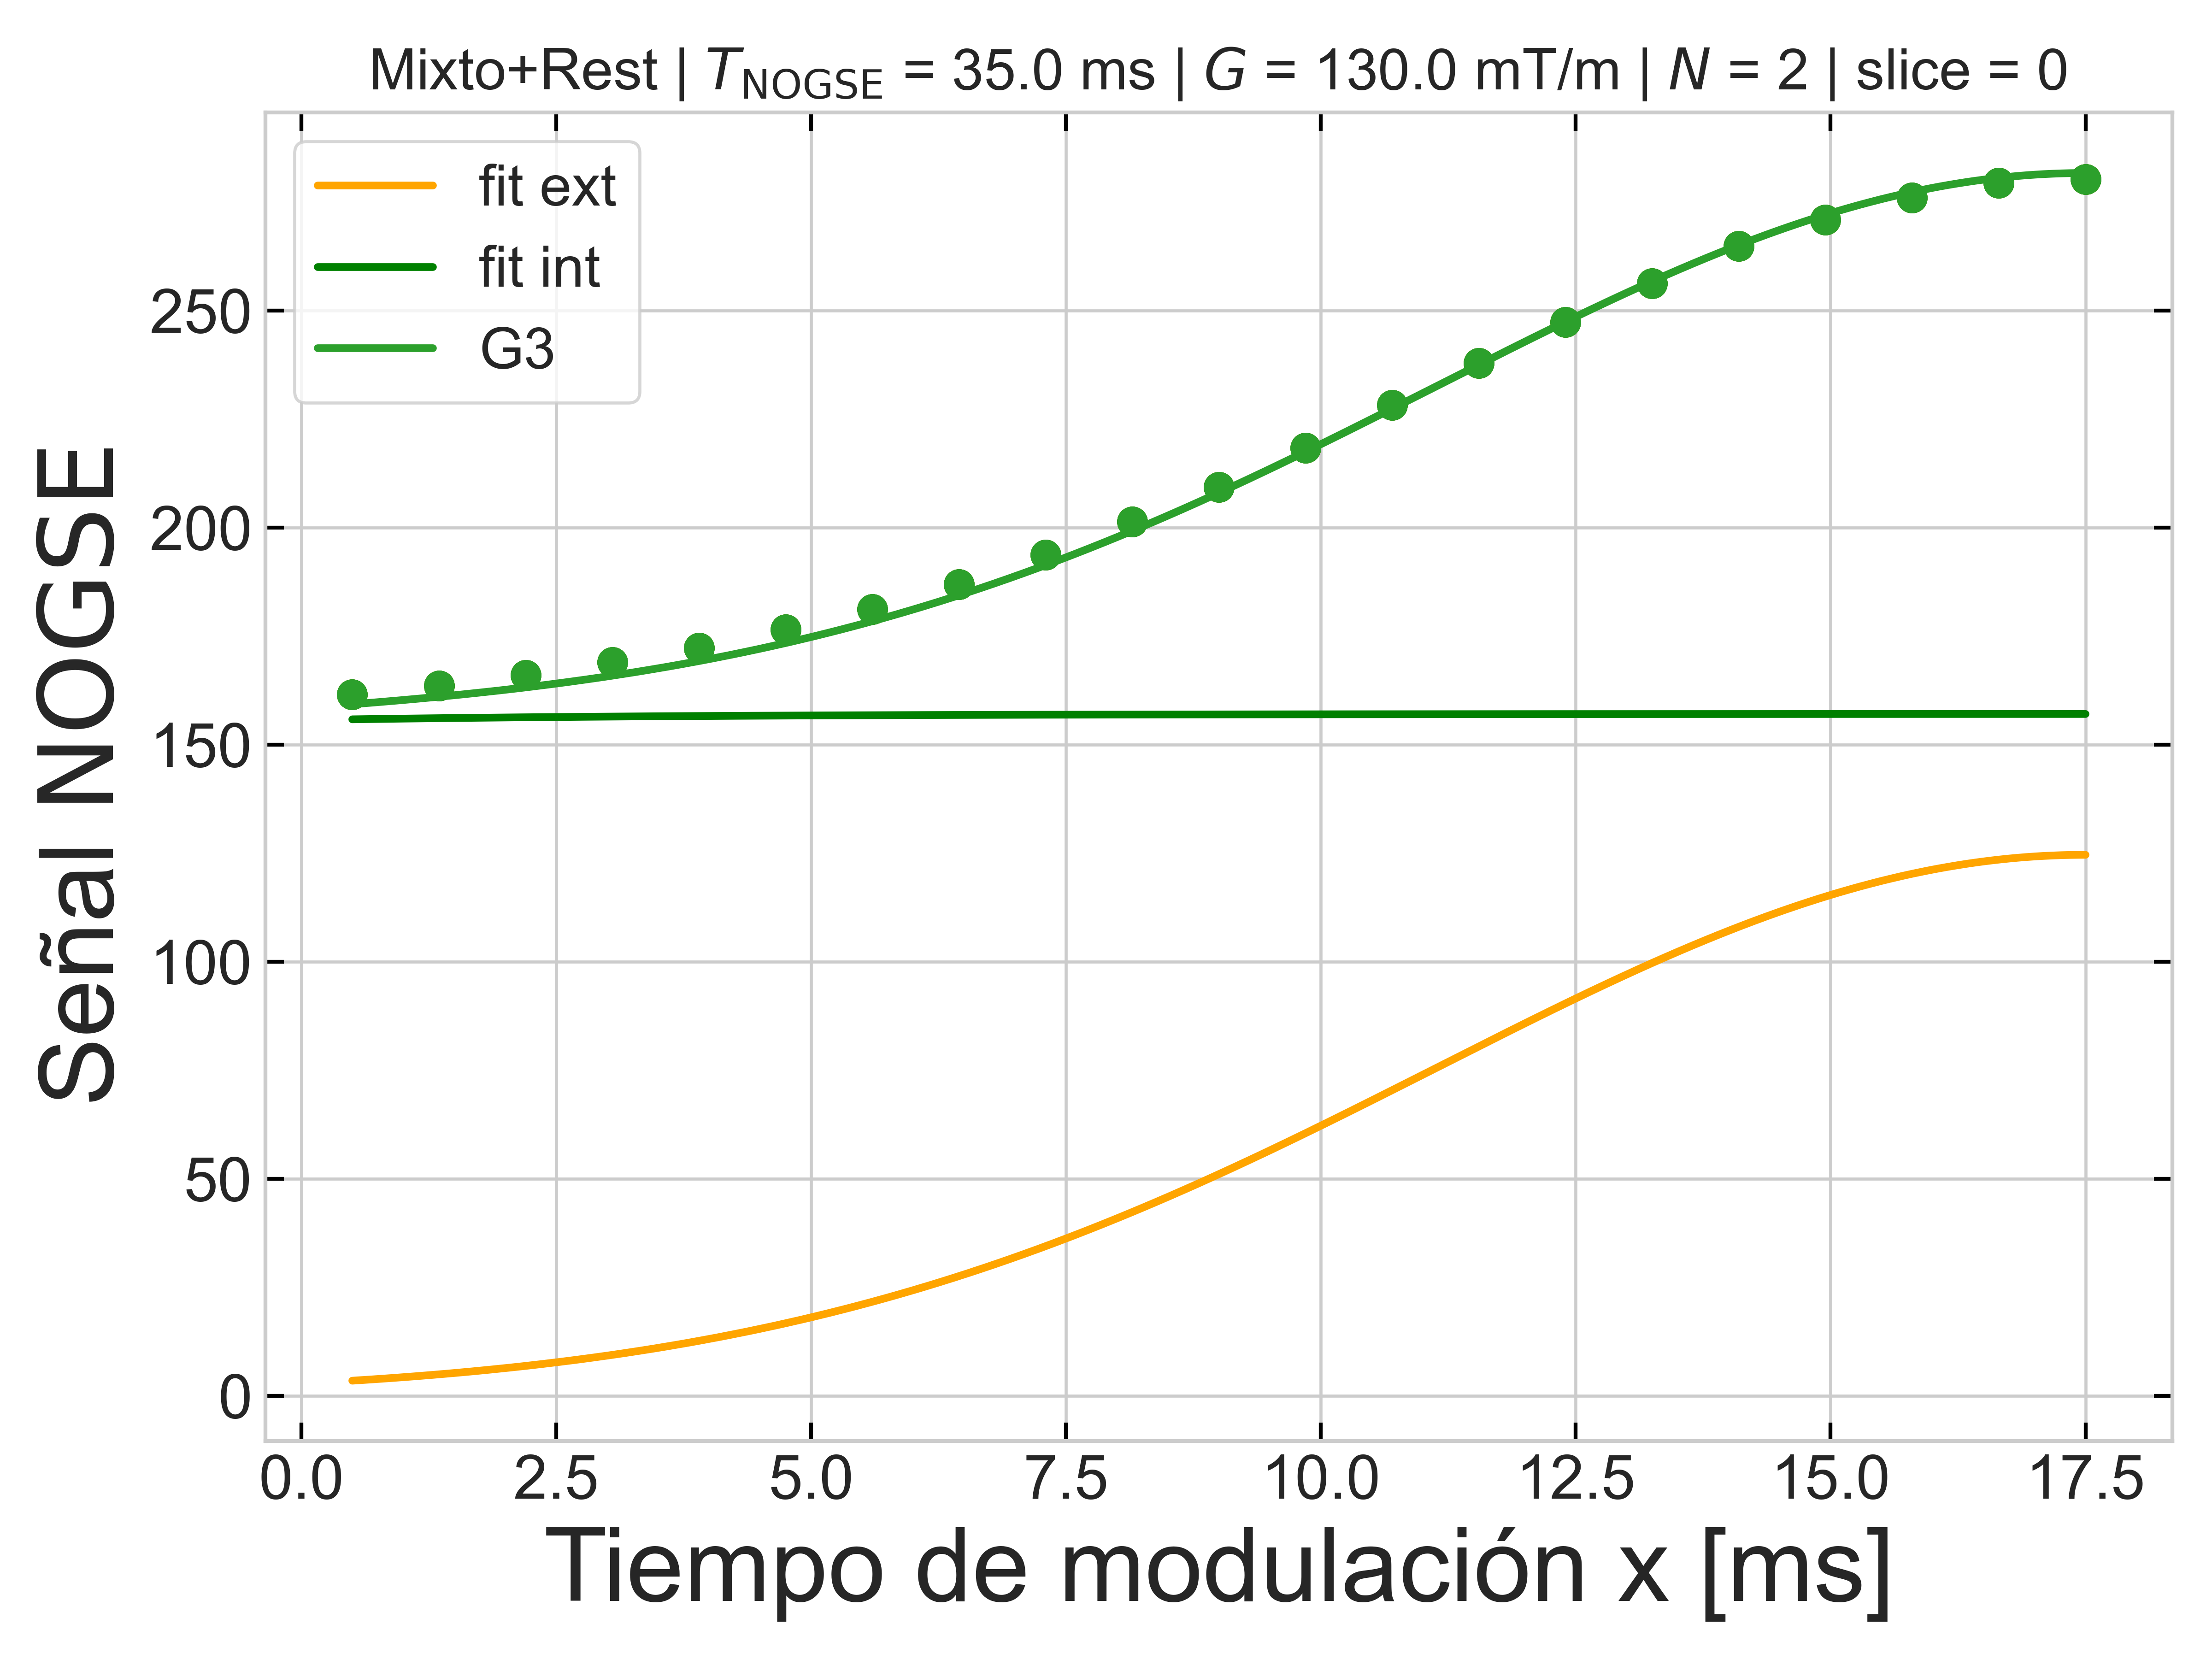 Mixto+Rest | T_NOGSE = 35.0 ms | G = 130.0 mT/m | N = 2 | slice = 0
fit ext
fit int
G3
Señal NOGSE
250
200
150
100
50
0
0.0 2.5 5.0 7.5 10.0 12.5 15.0 17.5
Tiempo de modulación x [ms]